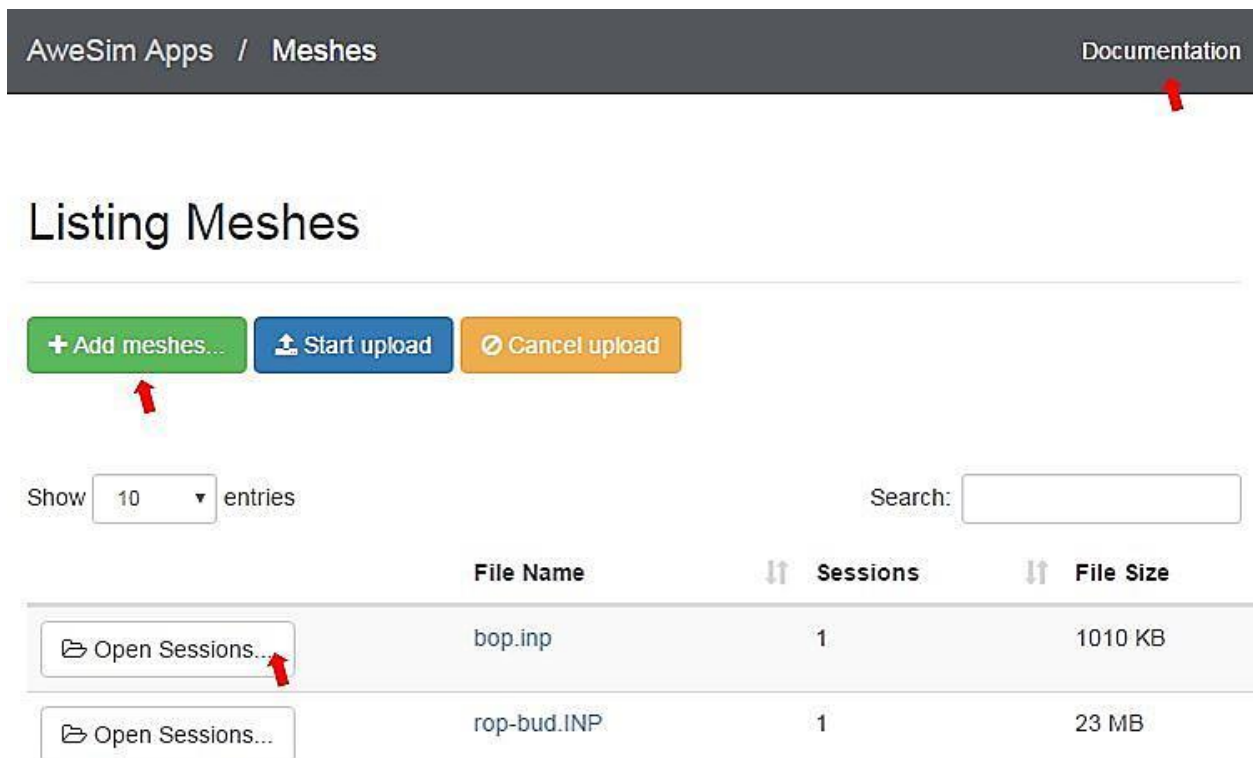 AweSim Apps / Meshes Documentation
Listing Meshes
+ Add meshes... Start upload Cancel upload
Show 10 entries Search:
File Name Sessions File Size
Open Sessions... bop.inp 1 1010 KB
Open Sessions... rop-bud.INP 1 23 MB